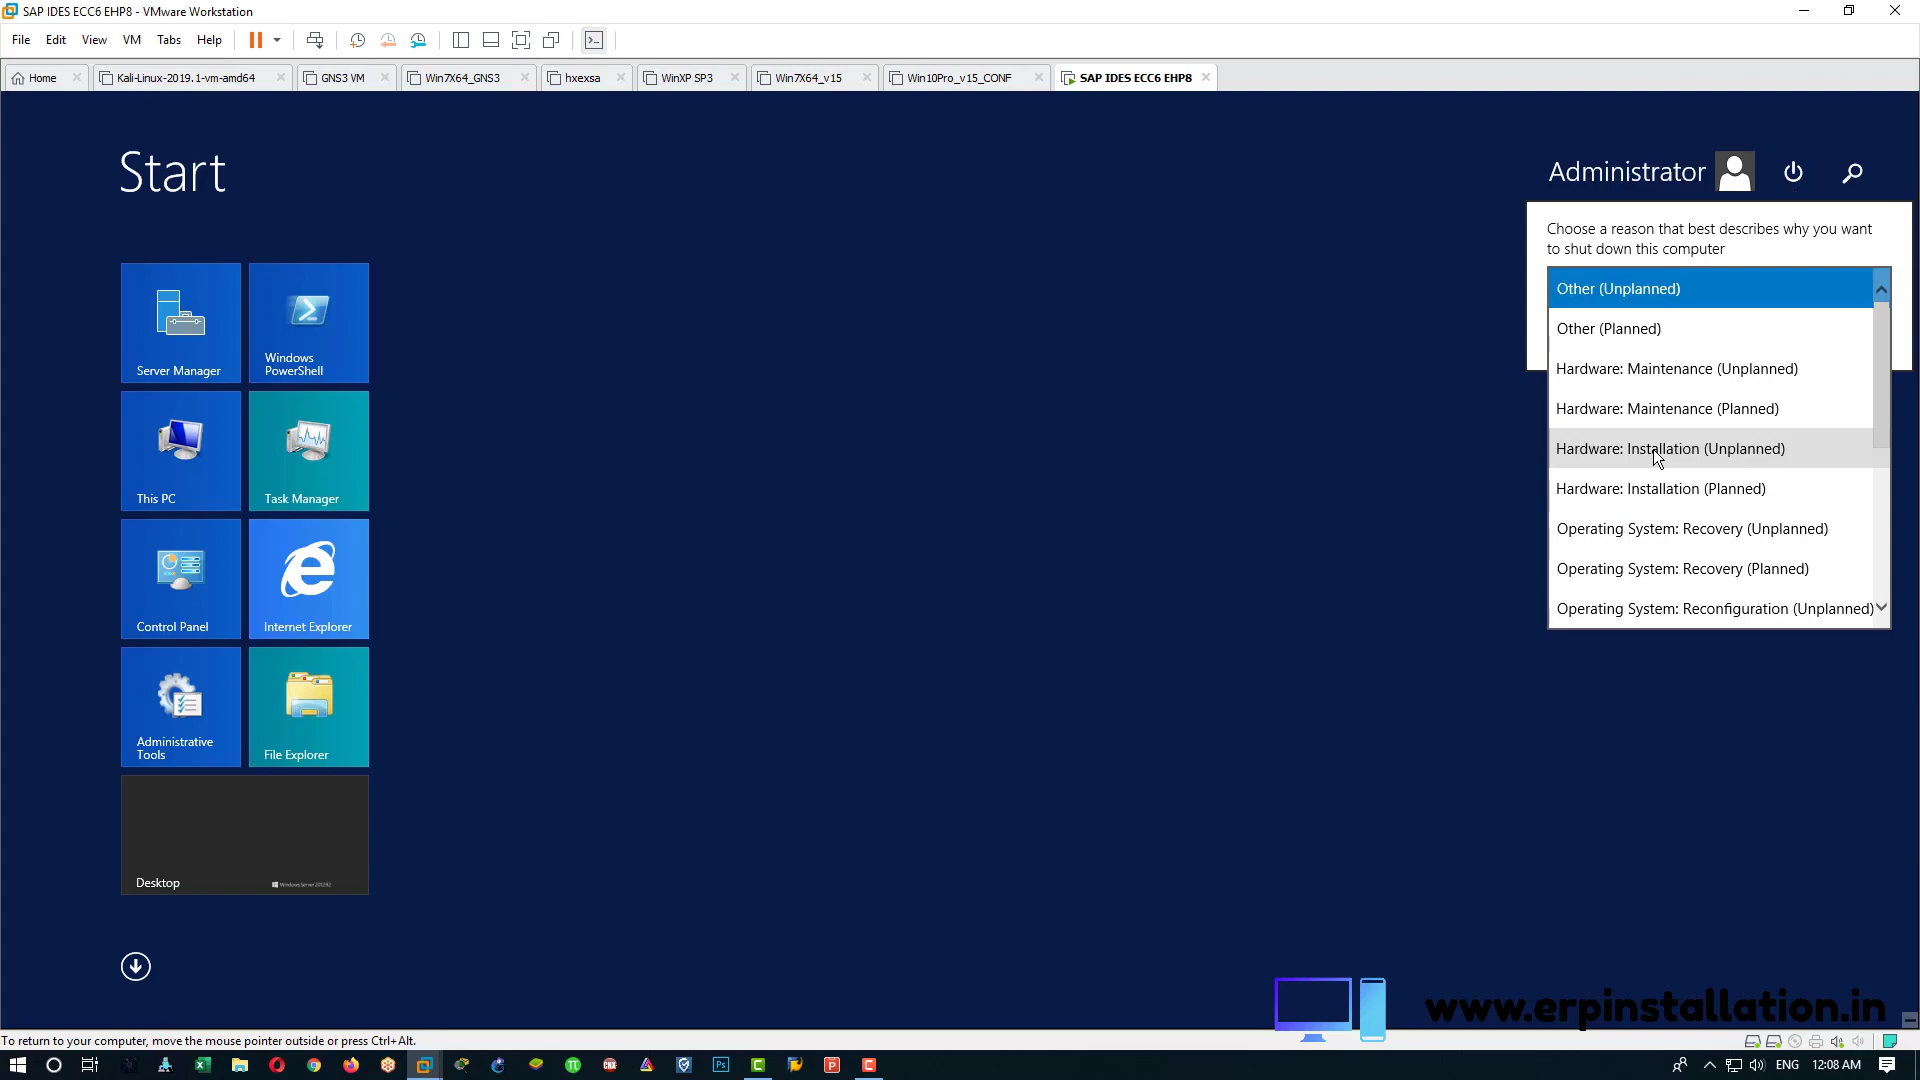 SAP IDES ECC6 EHP8 - VMware Workstation
File Edit View VM Tabs Help
Home Kali-Linux-2019.1-vm-amd64 GNS3 VM Win7X64_GNS3 hxexsa WinXP SP3 Win7X64_v15 Win10Pro_v15_CONF SAP IDES ECC6 EHP8
Start
Administrator
Choose a reason that best describes why you want
to shut down this computer
Other (Unplanned)
Other (Planned)
Hardware: Maintenance (Unplanned)
Hardware: Maintenance (Planned)
Hardware: Installation (Unplanned)
Hardware: Installation (Planned)
Operating System: Recovery (Unplanned)
Operating System: Recovery (Planned)
Operating System: Reconfiguration (Unplanned)
Server Manager
Windows
PowerShell
This PC
Task Manager
Control Panel
Internet Explorer
Administrative
Tools
File Explorer
Desktop
Windows Server 2012 R2
www.erpinstallation.in
To return to your computer, move the mouse pointer outside or press Ctrl+Alt.
ENG 12:08 AM